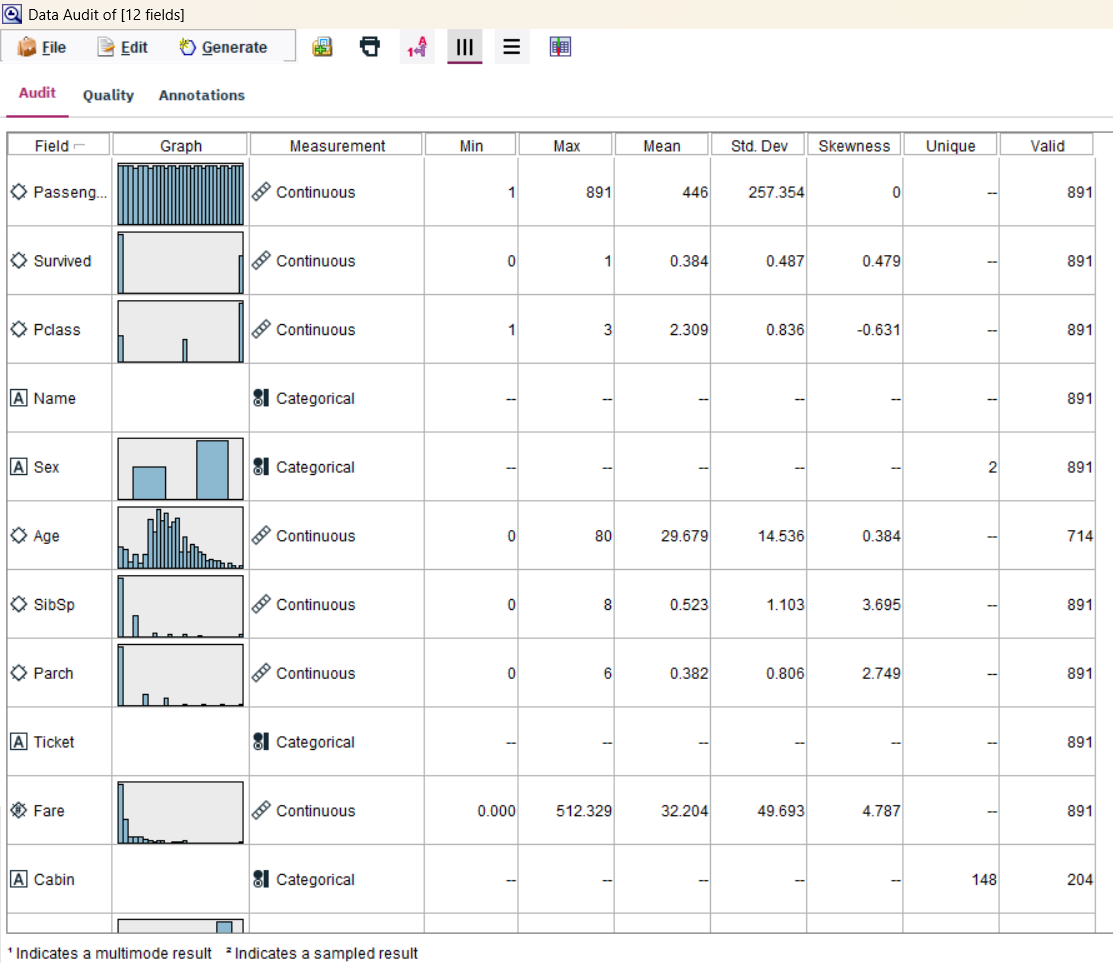 Data Audit of [12 fields]
File Edit Generate
Audit Quality Annotations
Field Graph Measurement Min Max Mean Std. Dev Skewness Unique Valid
Passeng... Continuous 1 891 446 257.354 0 -- 891
Survived Continuous 0 1 0.384 0.487 0.479 -- 891
Pclass Continuous 1 3 2.309 0.836 -0.631 -- 891
A Name Categorical -- -- -- -- -- -- 891
A Sex Categorical -- -- -- -- -- 2 891
Age Continuous 0 80 29.679 14.536 0.384 -- 714
SibSp Continuous 0 8 0.523 1.103 3.695 -- 891
Parch Continuous 0 6 0.382 0.806 2.749 -- 891
A Ticket Categorical -- -- -- -- -- -- 891
Fare Continuous 0.000 512.329 32.204 49.693 4.787 -- 891
A Cabin Categorical -- -- -- -- -- 148 204
¹ Indicates a multimode result ² Indicates a sampled result